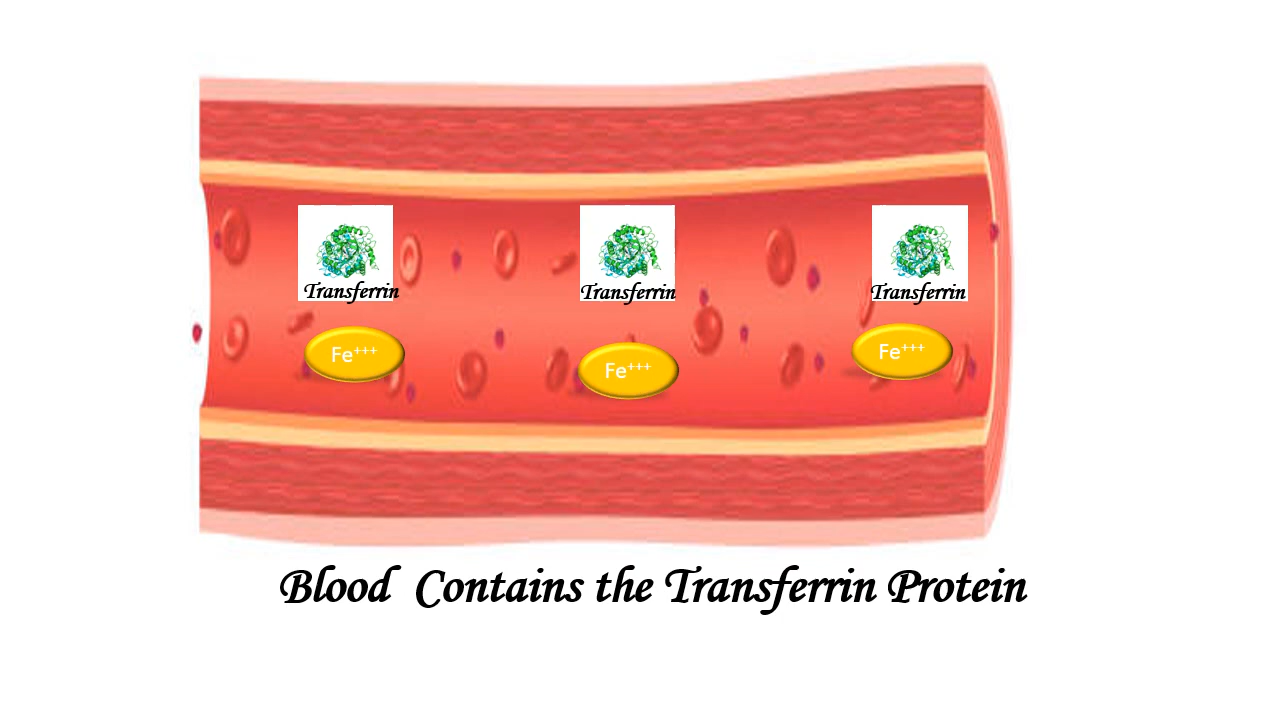 Transferrin
Transferrin
Transferrin
Fe⁺⁺⁺
Fe⁺⁺⁺
Fe⁺⁺⁺
Blood Contains the Transferrin Protein